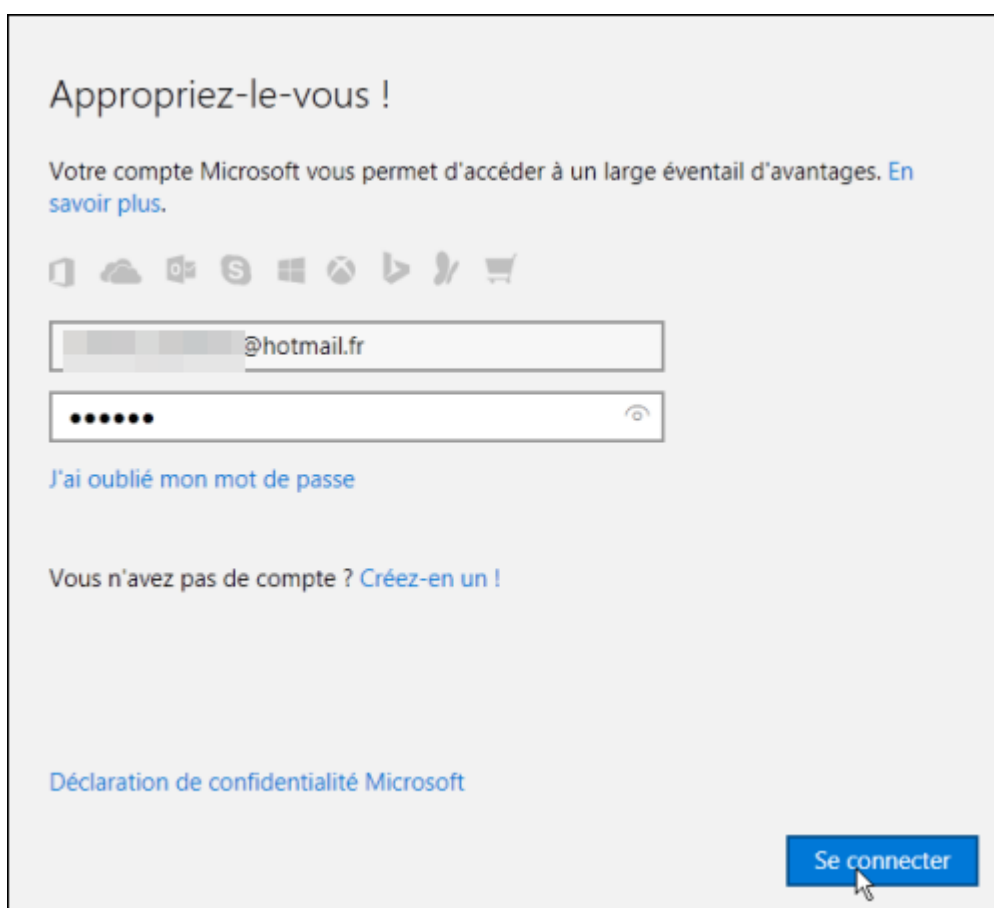 Appropriez-le-vous !
Votre compte Microsoft vous permet d'accéder à un large éventail d'avantages. En
savoir plus.
@hotmail.fr
••••••
J'ai oublié mon mot de passe
Vous n'avez pas de compte ? Créez-en un !
Déclaration de confidentialité Microsoft
Se connecter